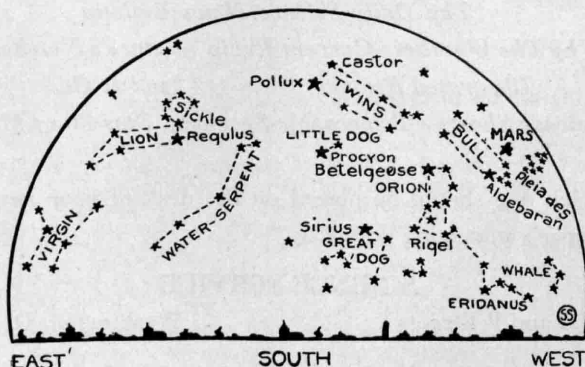 Castor
Pollux
TWINS
Sickle
LION
Regulus
LITTLE DOG
Procyon
BULL
MARS
Pleiades
Betelgeuse
Aldebaran
ORION
WATER-SERPENT
VIRGIN
Sirius
GREAT
DOG
Rigel
WHALE
ERIDANUS
55
EAST SOUTH WEST